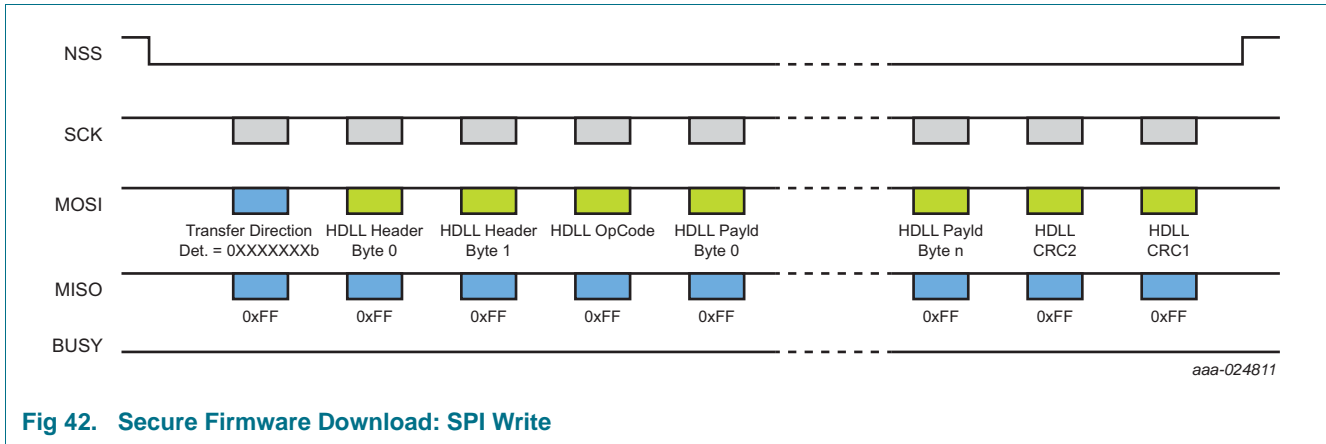 NSS
SCK
MOSI
Transfer Direction HDLL Header HDLL Header HDLL OpCode HDLL Payld HDLL Payld HDLL HDLL
Det. = 0XXXXXXXb Byte 0 Byte 1 Byte 0 Byte n CRC2 CRC1
MISO
0xFF 0xFF 0xFF 0xFF 0xFF 0xFF 0xFF 0xFF
BUSY
aaa-024811
Fig 42. Secure Firmware Download: SPI Write